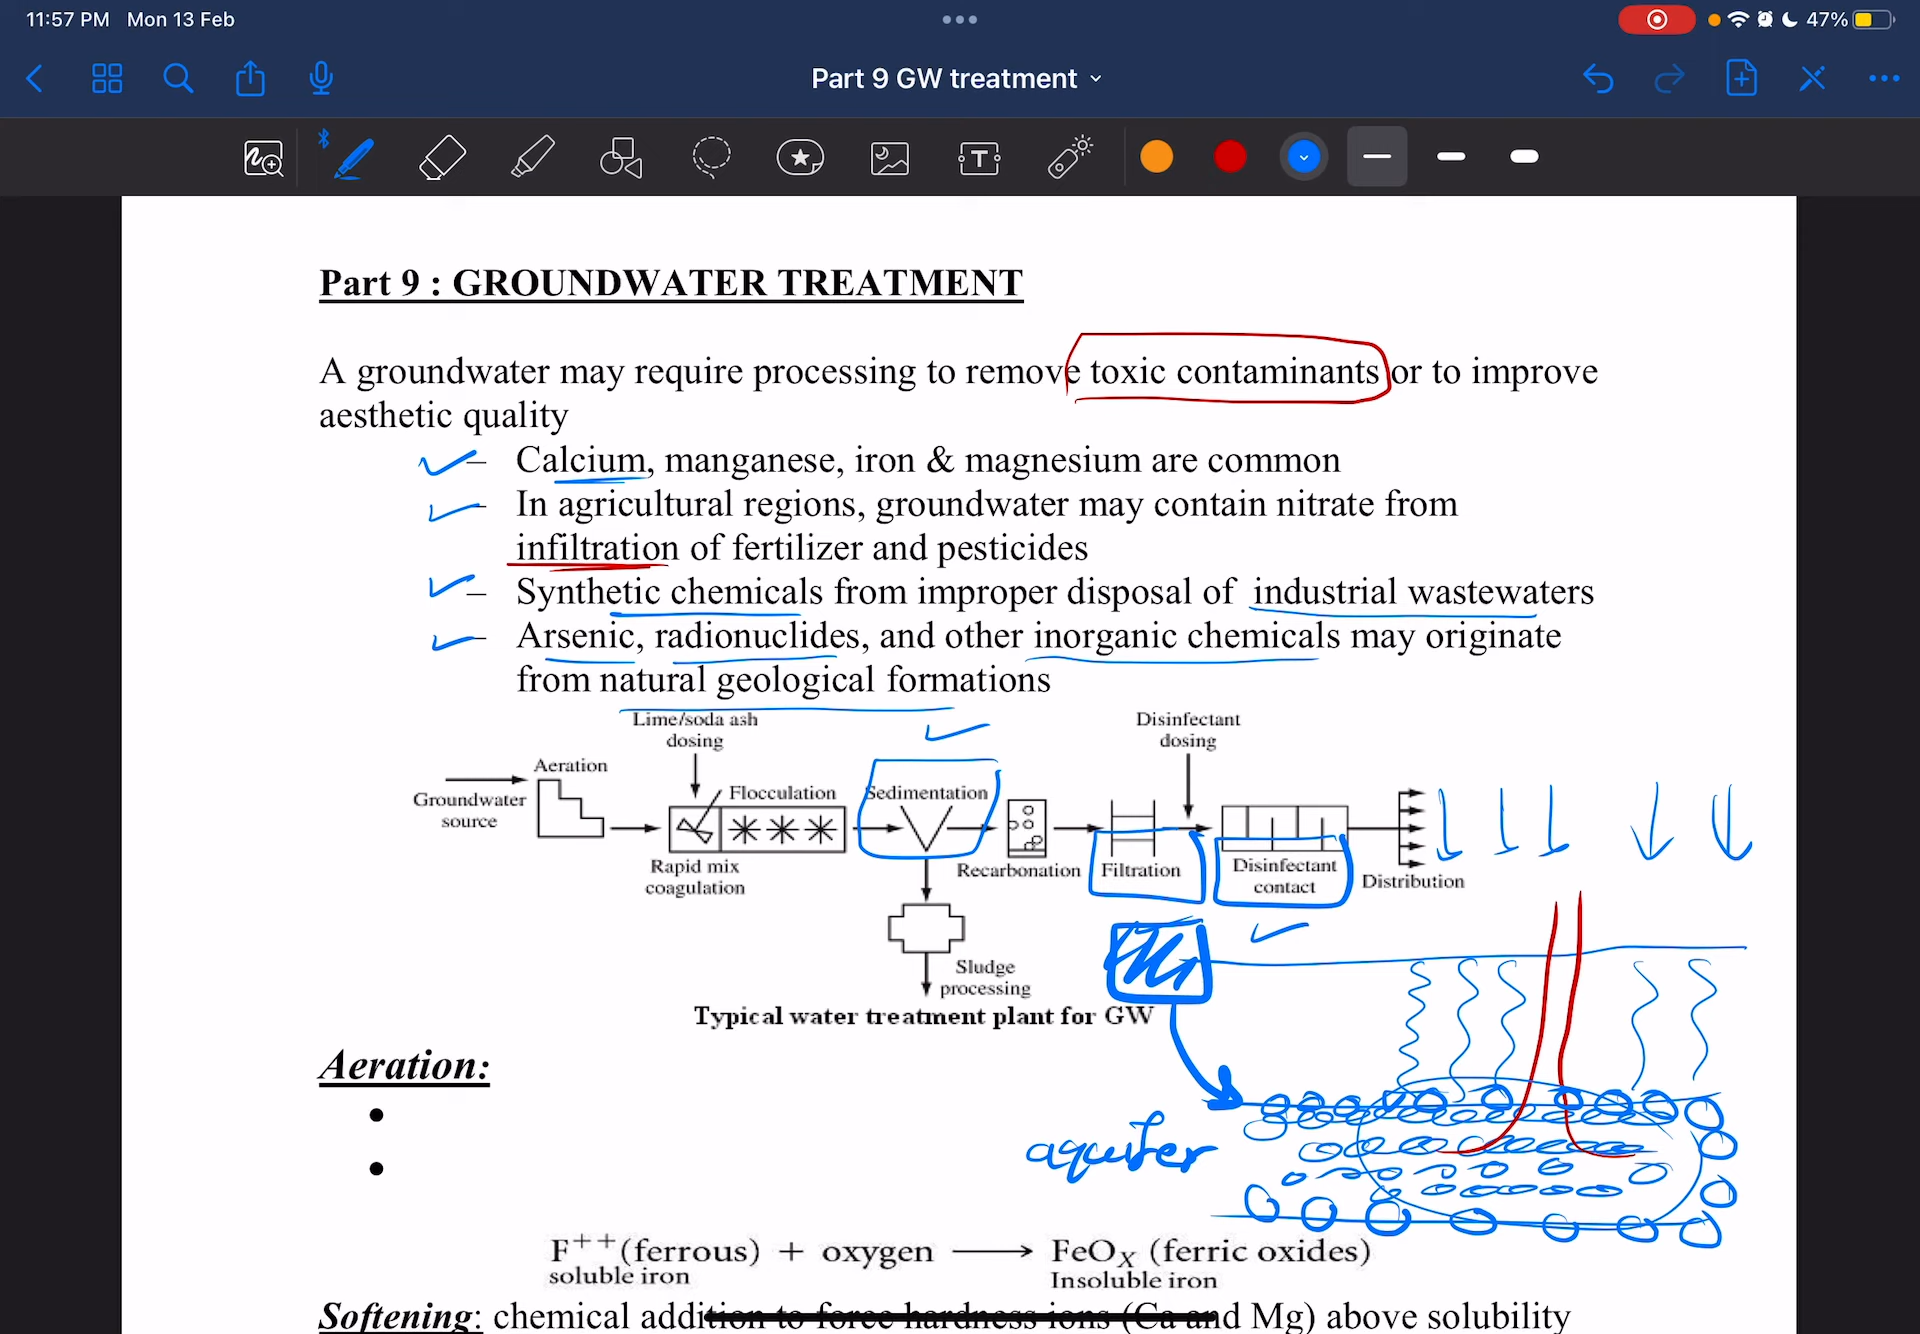 11:57 PM Mon 13 Feb
47%
Part 9 GW treatment
Part 9 : GROUNDWATER TREATMENT
A groundwater may require processing to remove toxic contaminants or to improve
aesthetic quality
– Calcium, manganese, iron & magnesium are common
– In agricultural regions, groundwater may contain nitrate from
infiltration of fertilizer and pesticides
– Synthetic chemicals from improper disposal of industrial wastewaters
– Arsenic, radionuclides, and other inorganic chemicals may originate
from natural geological formations
Lime/soda ash
dosing
Disinfectant
dosing
Aeration
Groundwater
source
Flocculation
Sedimentation
Rapid mix
coagulation
Recarbonation
Filtration
Disinfectant
contact
Distribution
Sludge
processing
Typical water treatment plant for GW
Aeration:
aquifer
F++(ferrous) + oxygen ⟶ FeOX (ferric oxides)
soluble iron
Insoluble iron
Softening: chemical addition to force hardness ions (Ca and Mg) above solubility